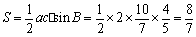 S = 1/2 ac□sin B = 1/2 × 2 × 10/7 × 4/5 = 8/7